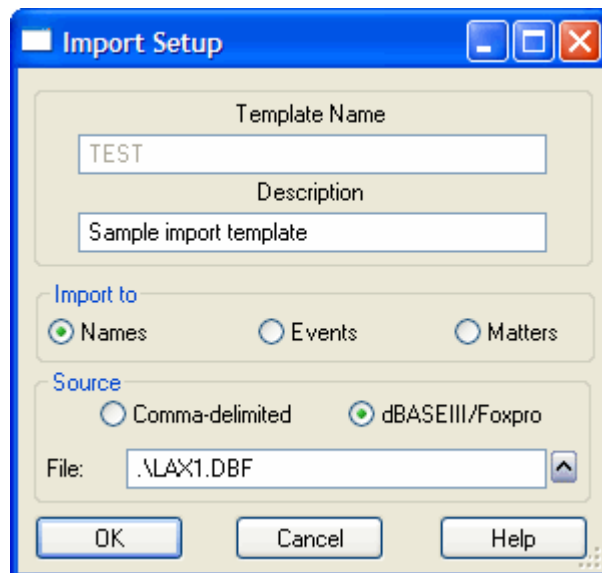 Import Setup
Template Name
TEST
Description
Sample import template
Import to
Names Events Matters
Source
Comma-delimited dBASEIII/Foxpro
File: .\LAX1.DBF
OK Cancel Help